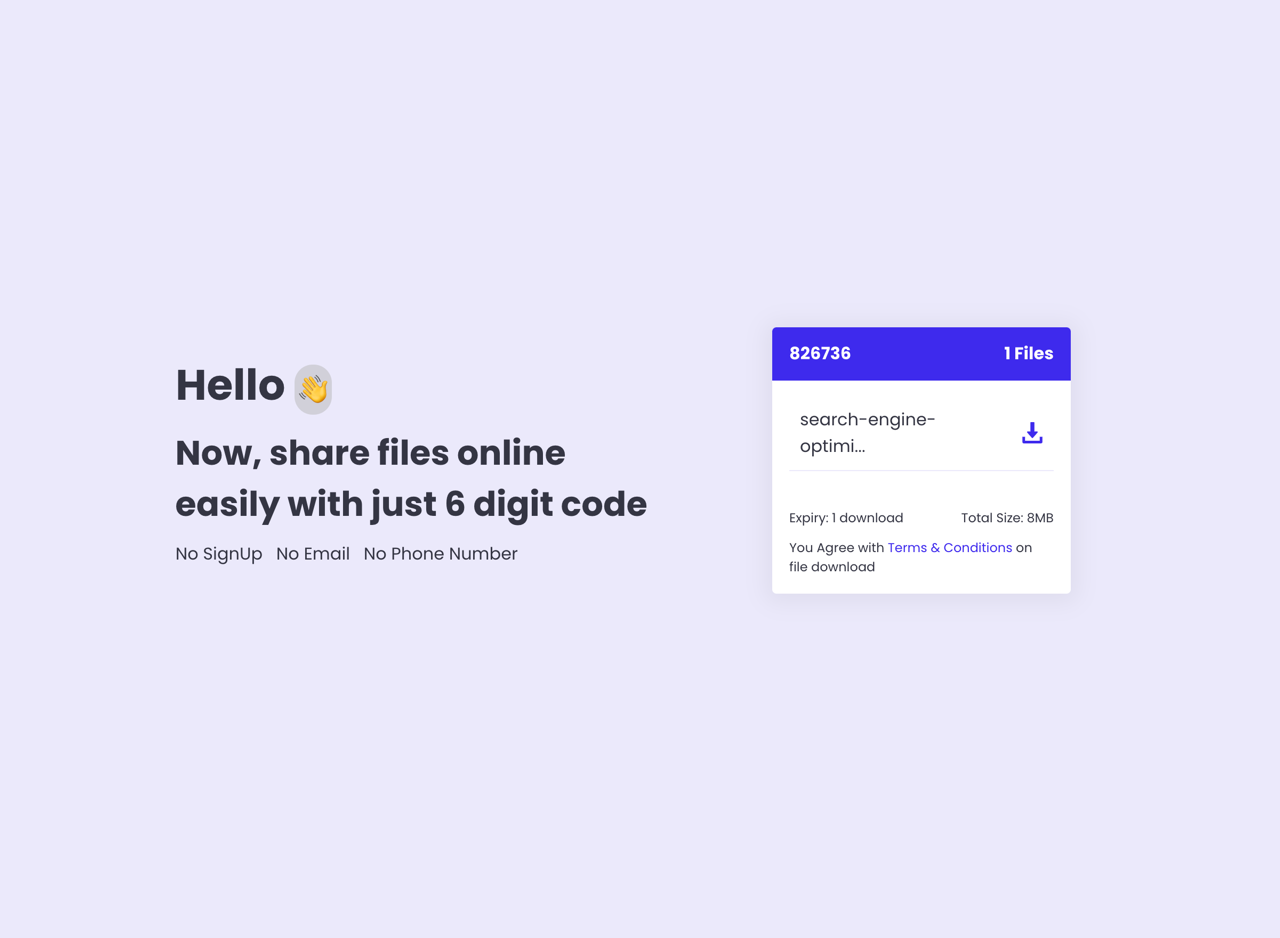 Hello 👋
Now, share files online
easily with just 6 digit code
No SignUp No Email No Phone Number
826736 1 Files
search-engine-
optimi...
Expiry: 1 download Total Size: 8MB
You Agree with Terms & Conditions on
file download